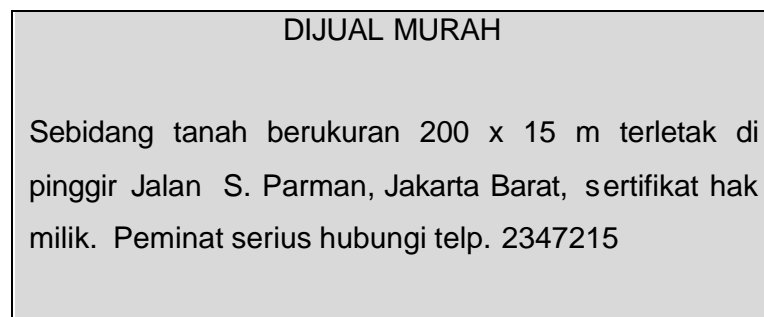 DIJUAL MURAH
Sebidang tanah berukuran 200 x 15 m terletak di
pinggir Jalan S. Parman, Jakarta Barat, sertifikat hak
milik. Peminat serius hubungi telp. 2347215